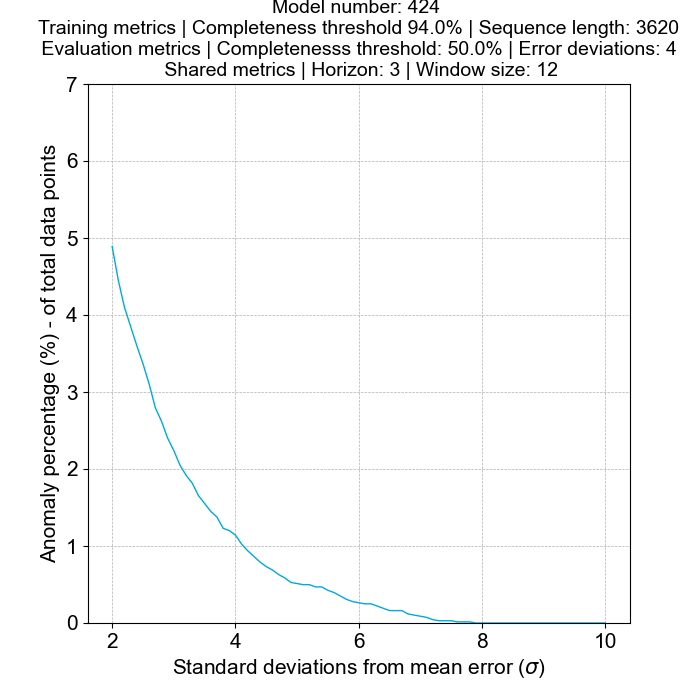 Model number: 424
Training metrics | Completeness threshold 94.0% | Sequence length: 3620
Evaluation metrics | Completenesss threshold: 50.0% | Error deviations: 4
Shared metrics | Horizon: 3 | Window size: 12
7
6
5
4
3
2
1
0
Anomaly percentage (%) - of total data points
2 4 6 8 10
Standard deviations from mean error (σ)